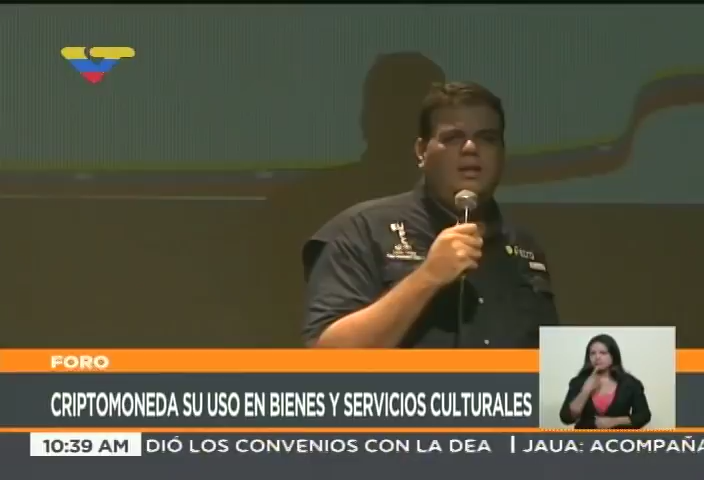 Petro
FORO
CRIPTOMONEDA SU USO EN BIENES Y SERVICIOS CULTURALES
10:39 AM DIÓ LOS CONVENIOS CON LA DEA | JAUA: ACOMPAÑA